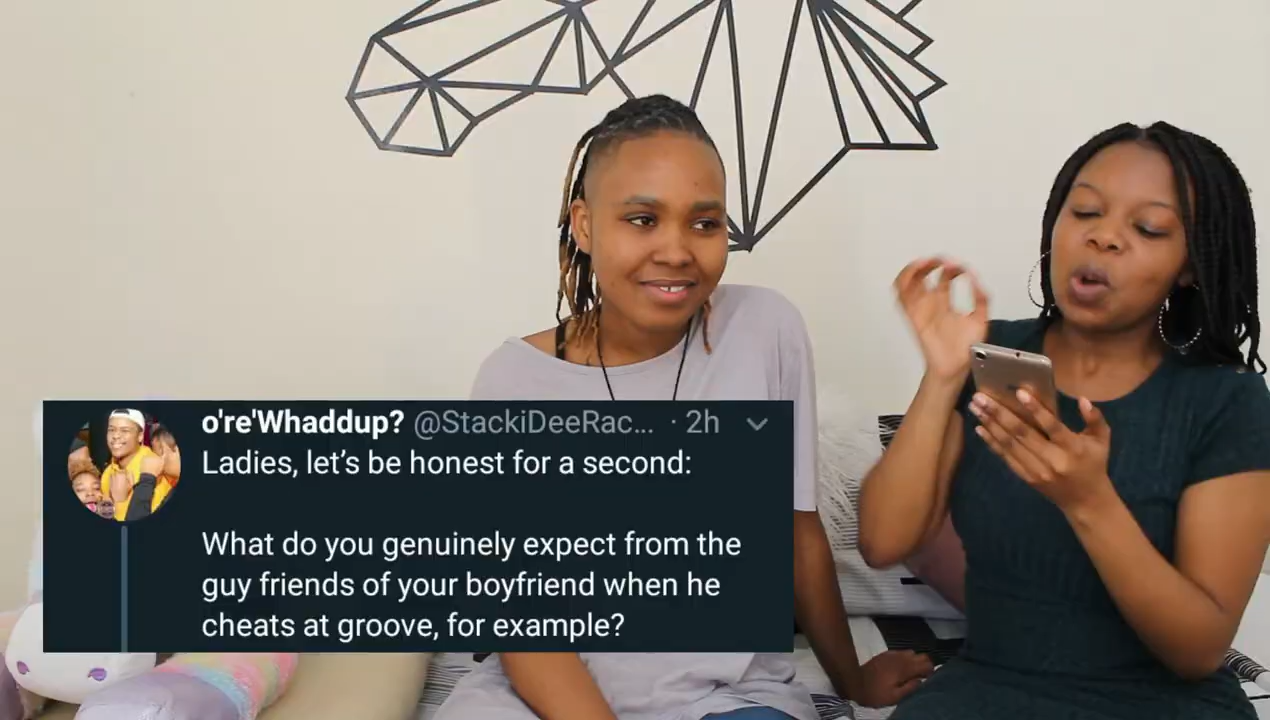 o're'Whaddup? @StackiDeeRac... · 2h
Ladies, let's be honest for a second:
What do you genuinely expect from the
guy friends of your boyfriend when he
cheats at groove, for example?